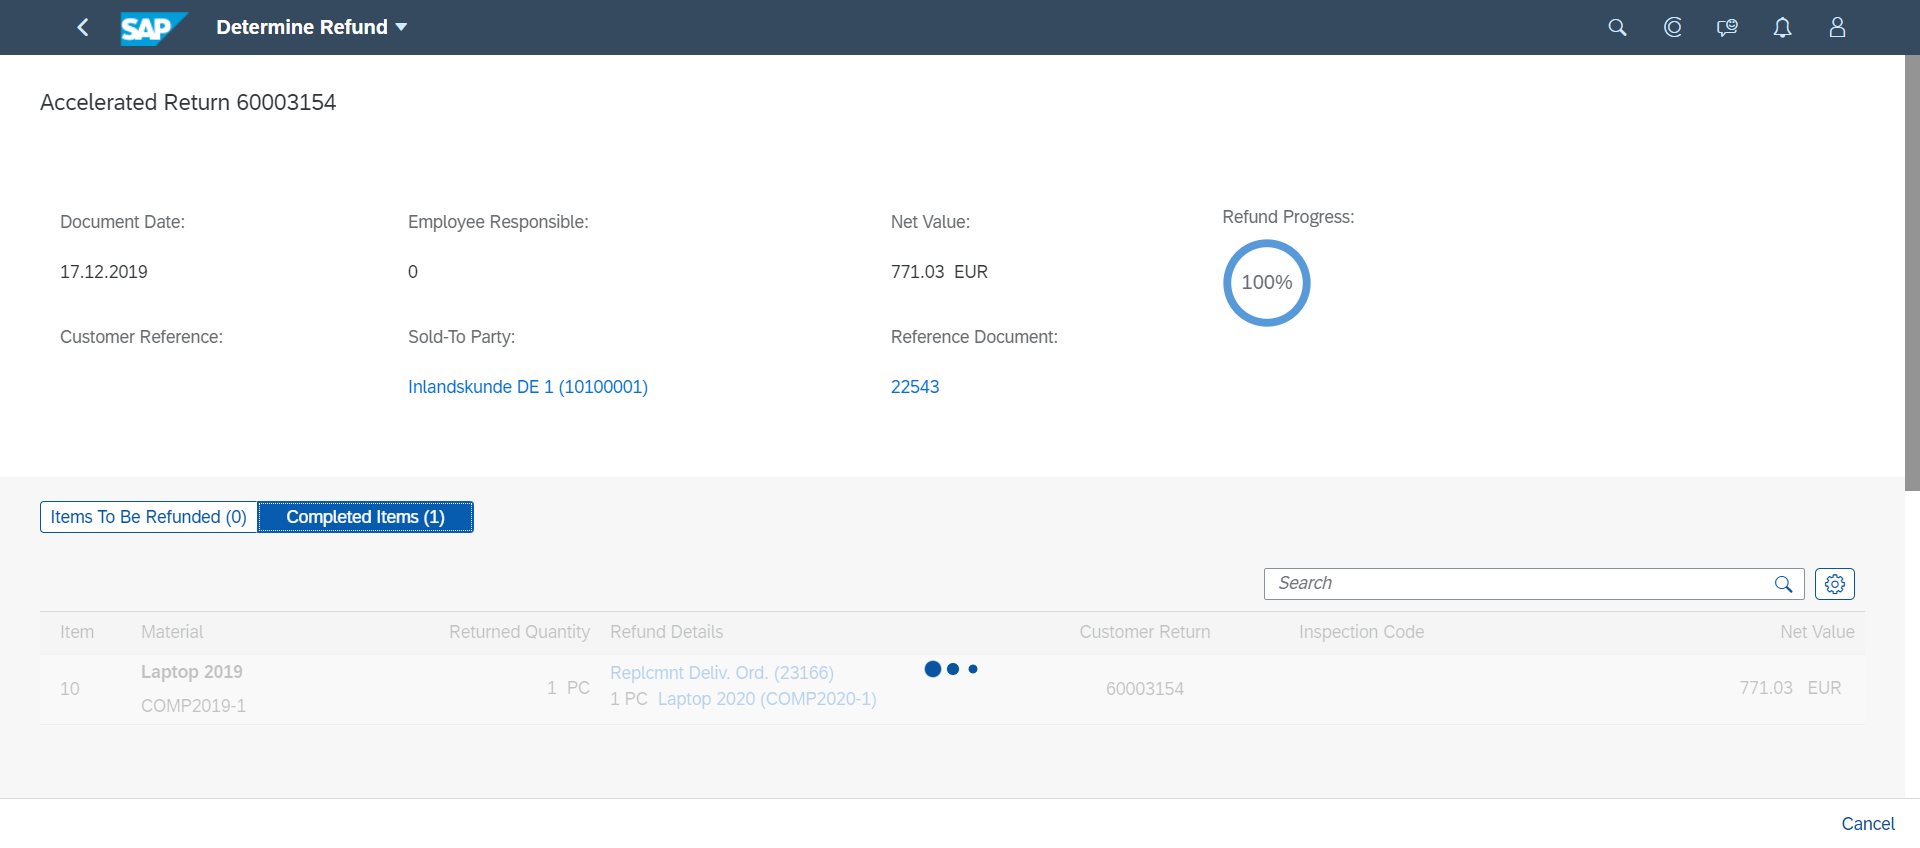 SAP Determine Refund
Accelerated Return 60003154
Document Date: Employee Responsible: Net Value: Refund Progress:
17.12.2019 0 771.03 EUR 100%
Customer Reference: Sold-To Party: Reference Document:
Inlandskunde DE 1 (10100001) 22543
Items To Be Refunded (0) Completed Items (1)
Search
Item Material Returned Quantity Refund Details Customer Return Inspection Code Net Value
10 Laptop 2019 1 PC Replcmnt Deliv. Ord. (23166) 60003154 771.03 EUR
COMP2019-1 1 PC Laptop 2020 (COMP2020-1)
Cancel